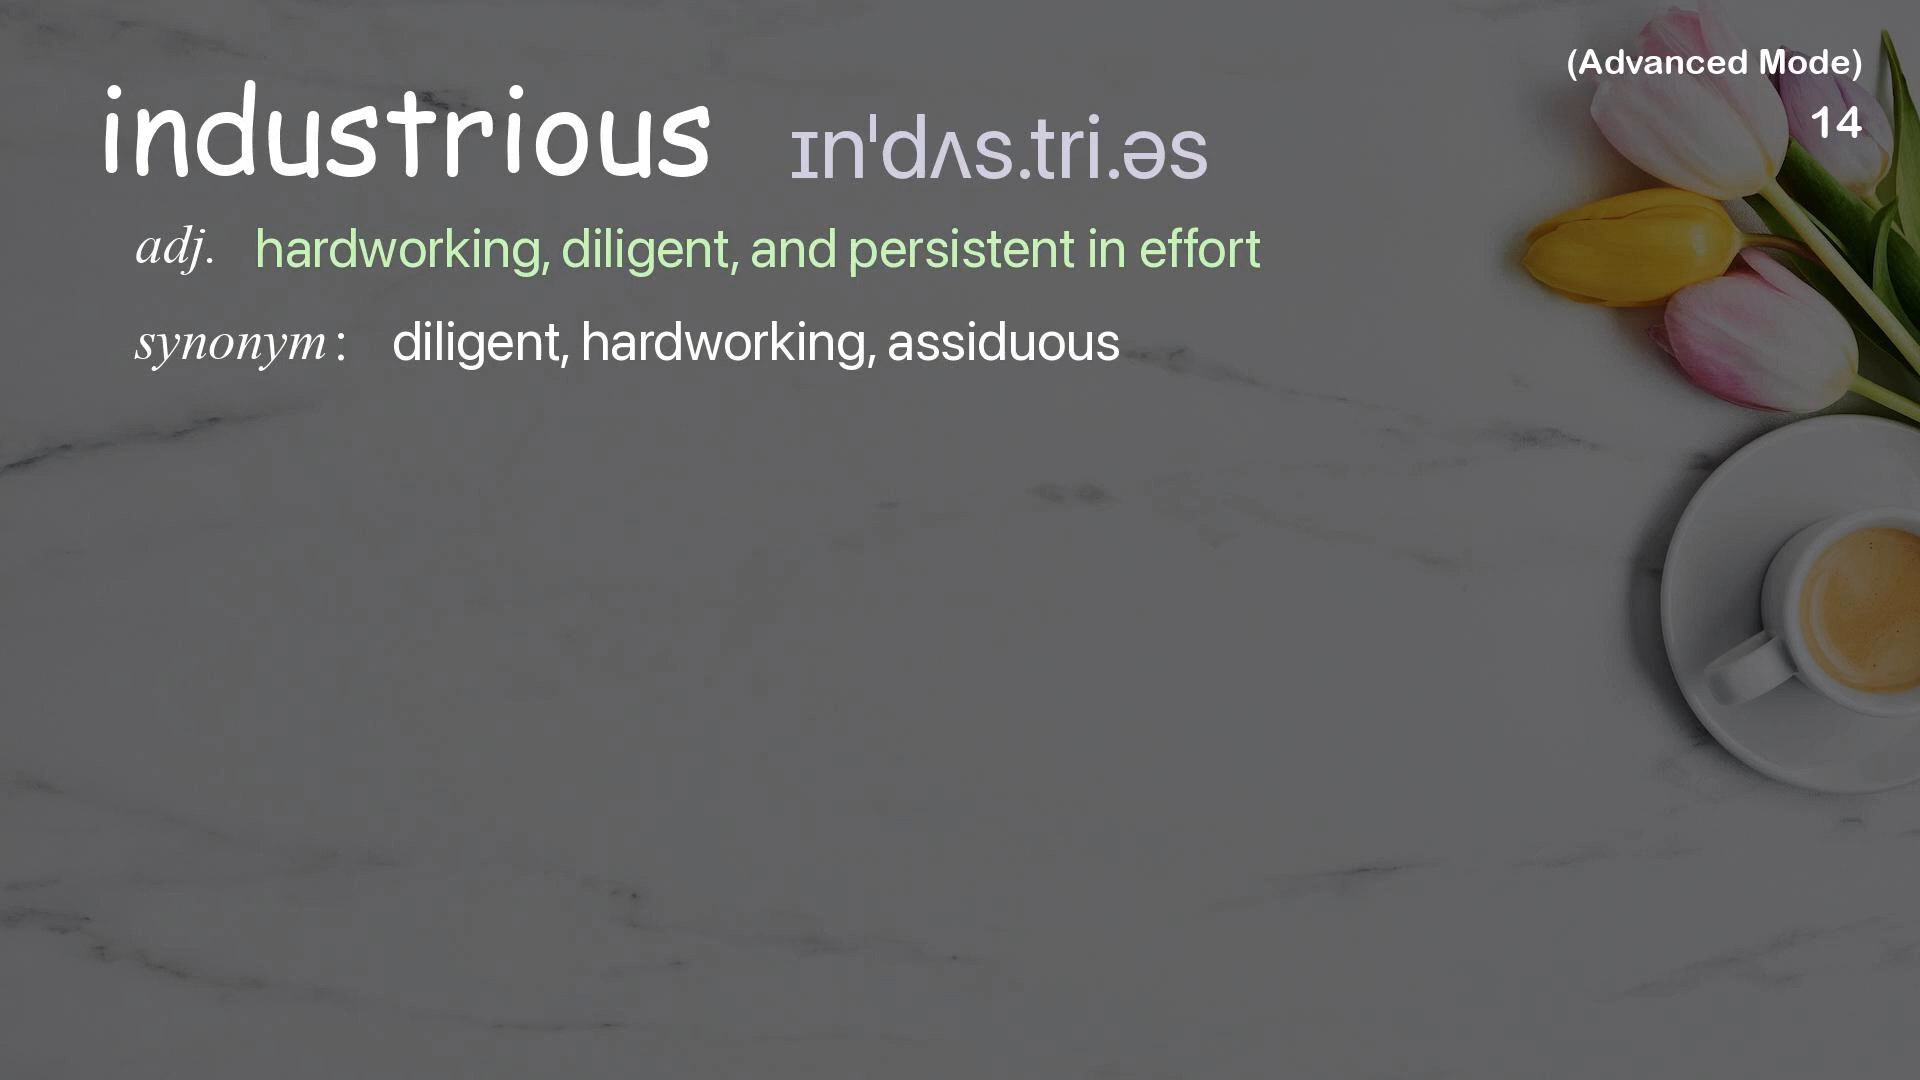 (Advanced Mode)
14
industrious ɪnˈdʌs.tri.əs
adj. hardworking, diligent, and persistent in effort
synonym: diligent, hardworking, assiduous